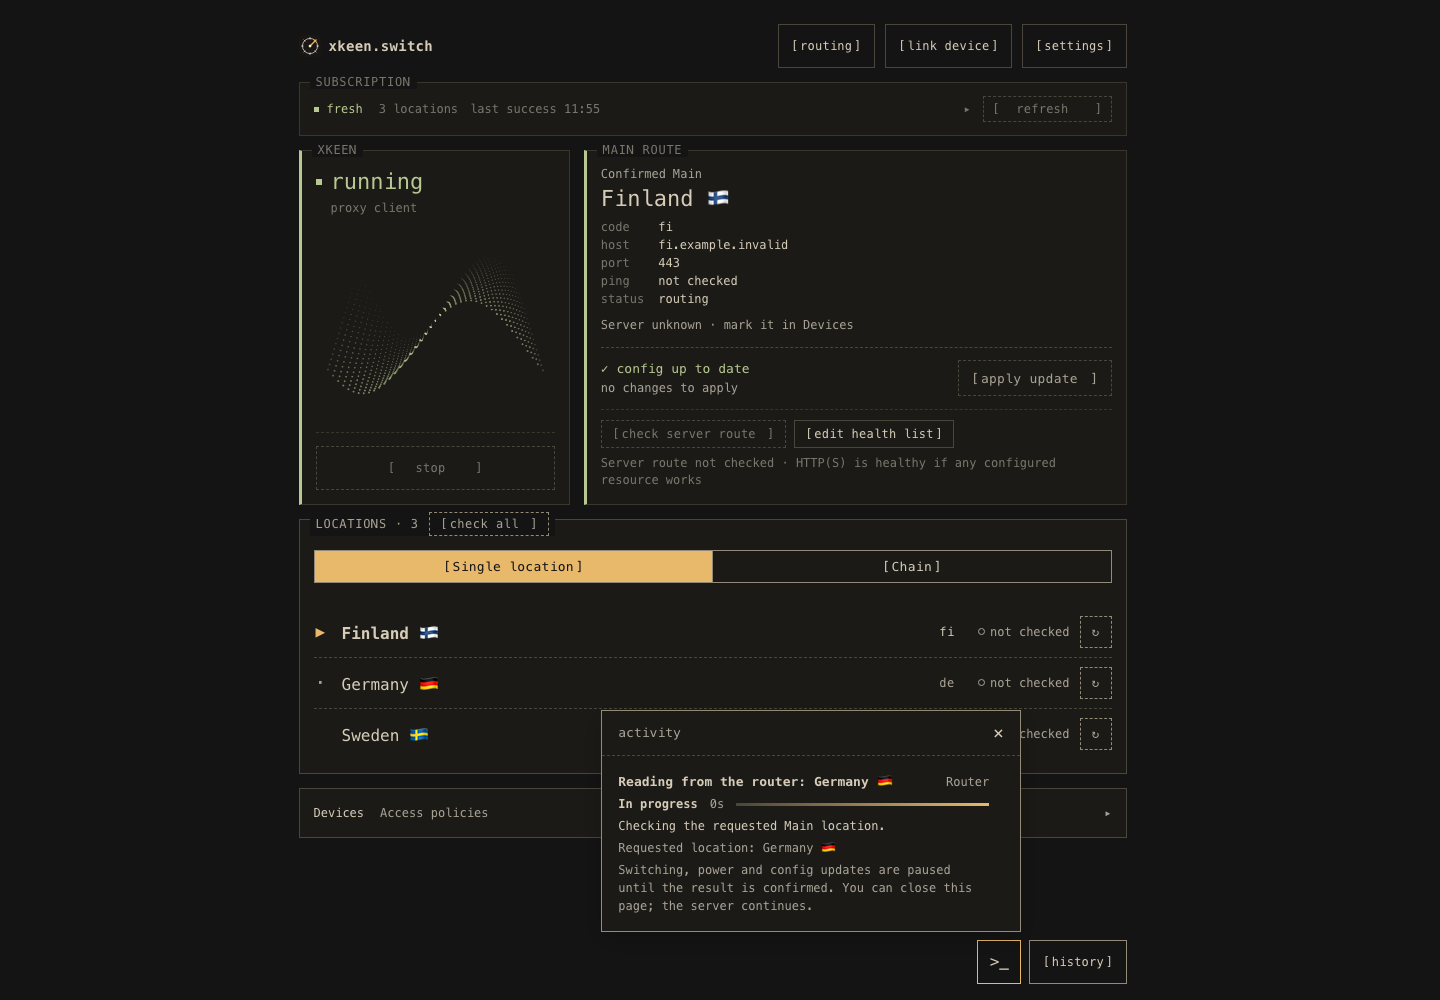 xkeen.switch
[routing]
[link device]
[settings]
SUBSCRIPTION
fresh 3 locations last success 11:55
[ refresh ]
XKEEN
running
proxy client
[ stop ]
MAIN ROUTE
Confirmed Main
Finland
code fi
host fi.example.invalid
port 443
ping not checked
status routing
Server unknown · mark it in Devices
✓ config up to date
no changes to apply
[apply update ]
[check server route ]
[edit health list]
Server route not checked · HTTP(S) is healthy if any configured
resource works
LOCATIONS · 3 [check all ]
[Single location]
[Chain]
▶ Finland fi not checked ↻
· Germany de not checked ↻
Sweden checked ↻
activity ×
Reading from the router: Germany Router
In progress 0s
Checking the requested Main location.
Requested location: Germany
Switching, power and config updates are paused
until the result is confirmed. You can close this
page; the server continues.
Devices Access policies
>_
[history]